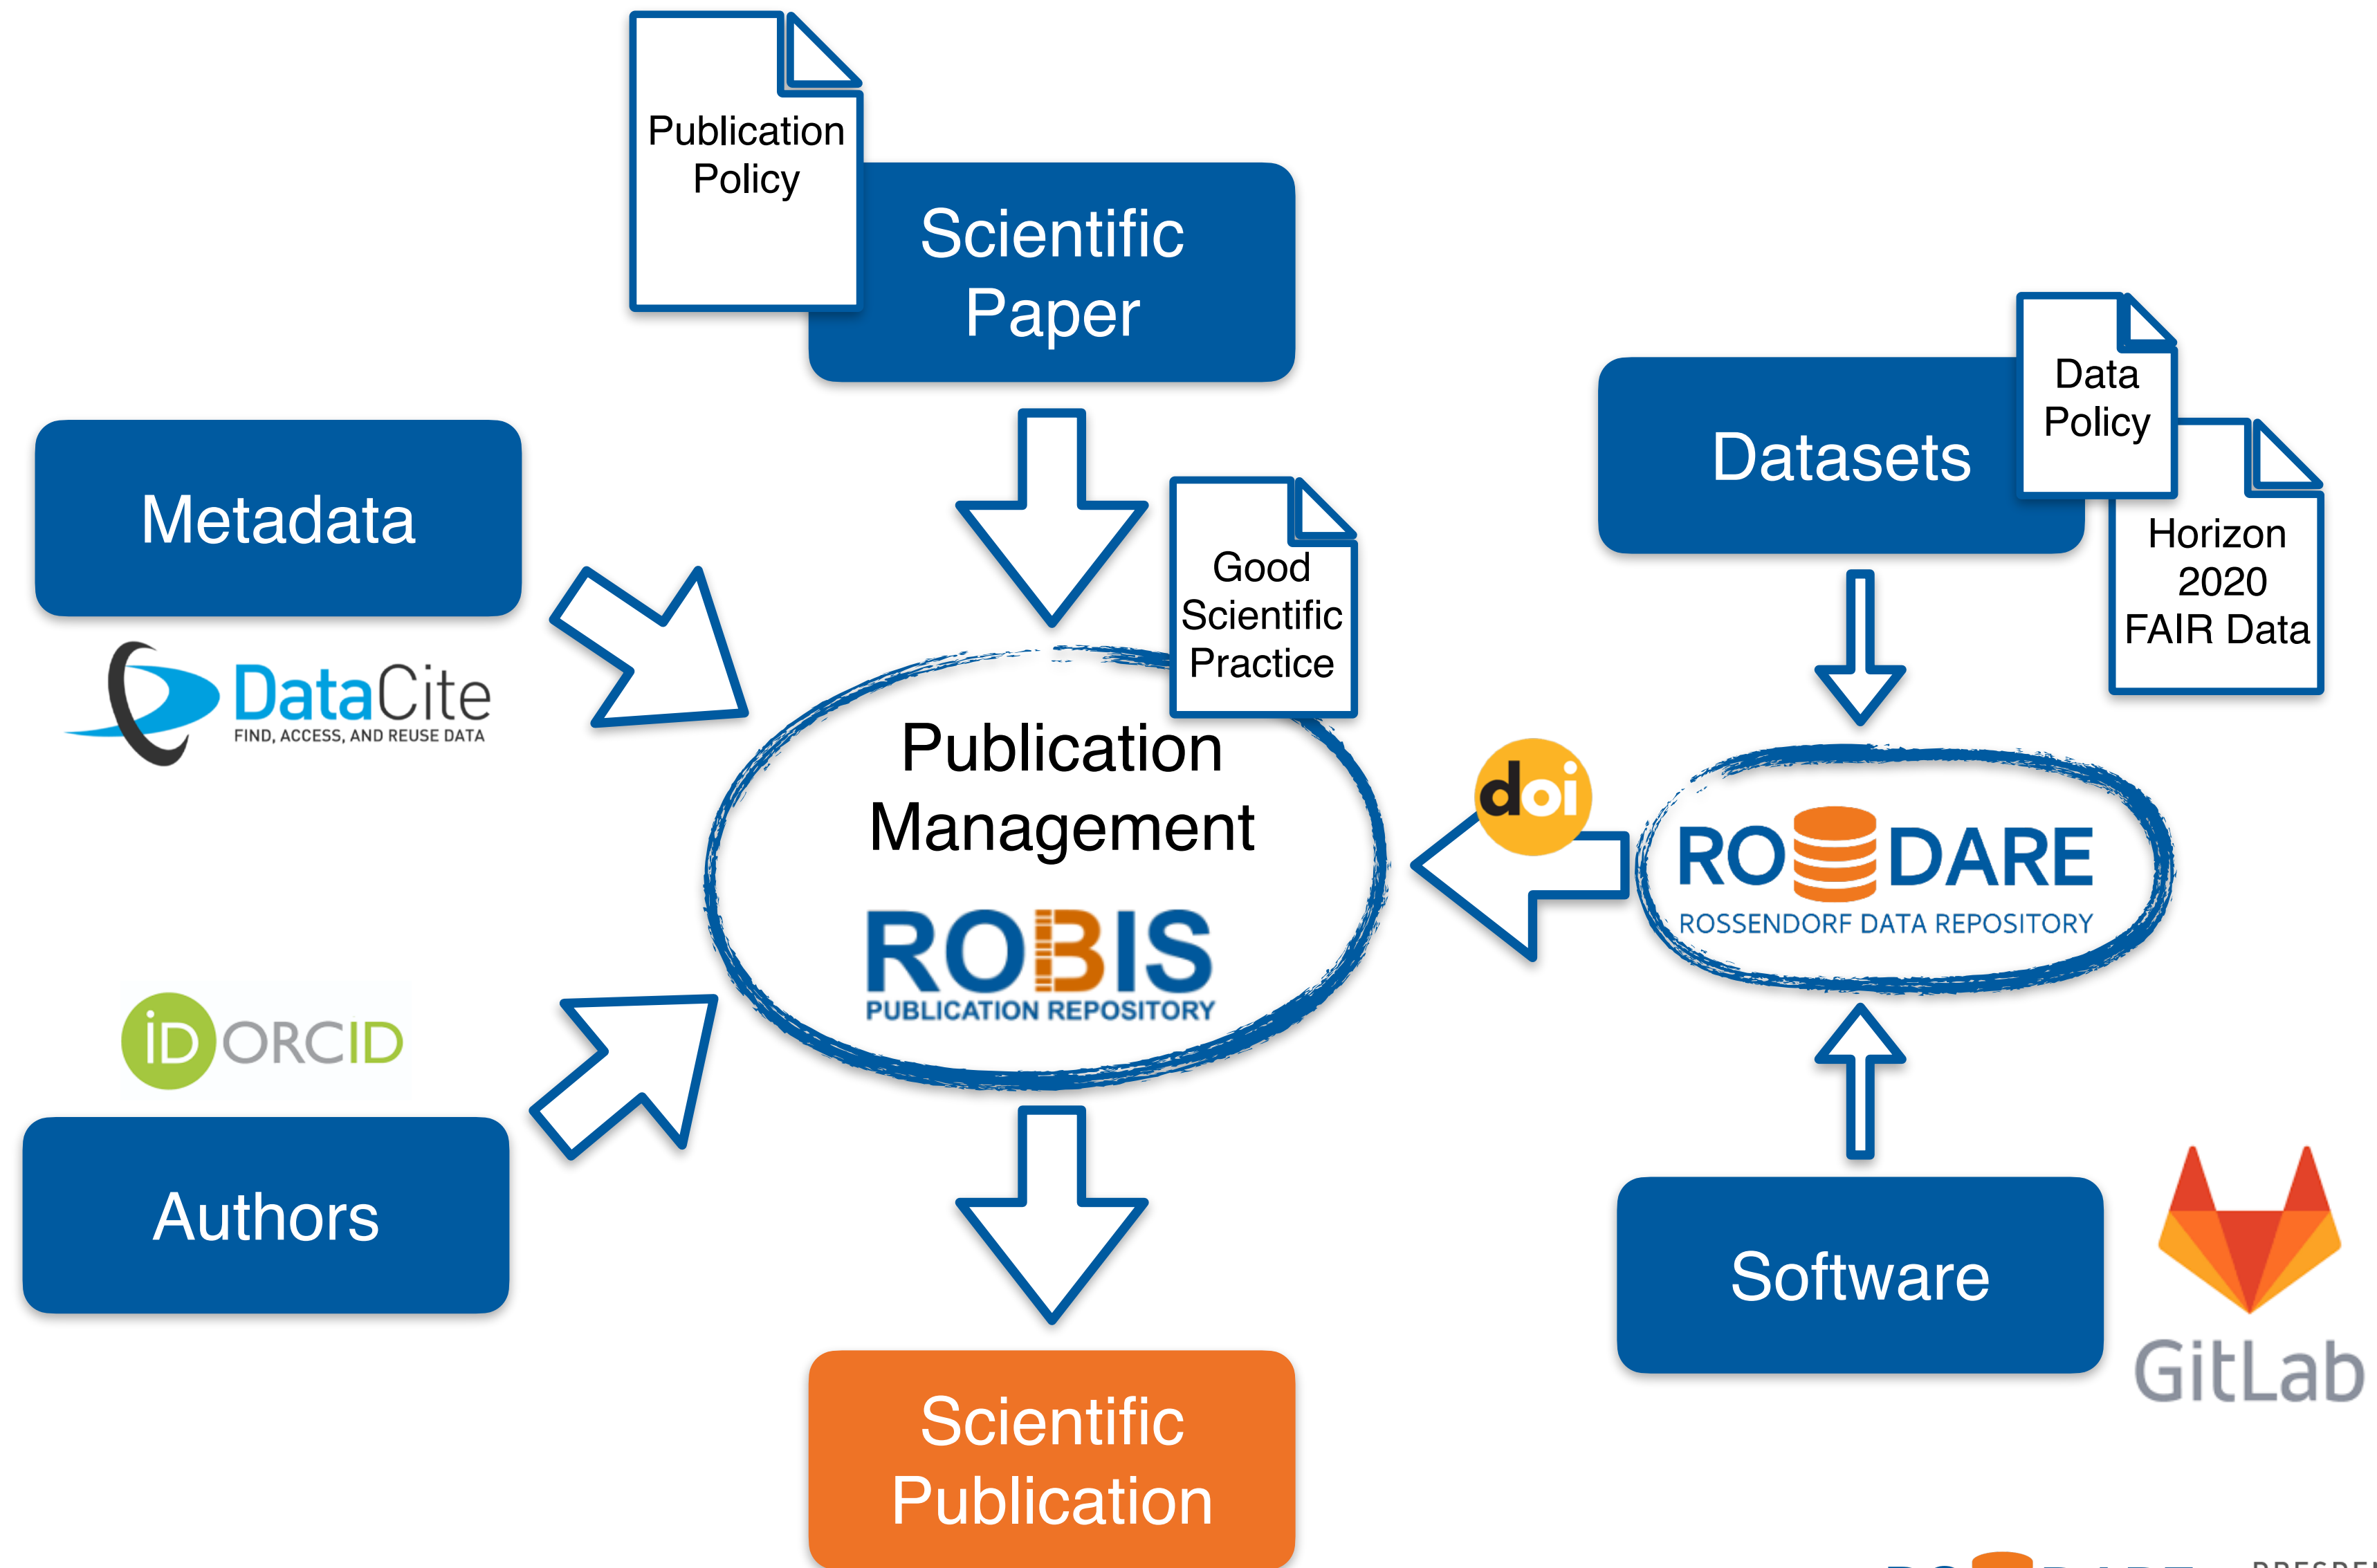 Publication
Policy
Scientific
Paper
Data
Policy
Datasets
Horizon
2020
FAIR Data
Metadata
DataCite
FIND, ACCESS, AND REUSE DATA
Good
Scientific
Practice
Publication
Management
ROBIS
PUBLICATION REPOSITORY
doi
RODARE
ROSSENDORF DATA REPOSITORY
iD ORCID
Authors
Software
GitLab
Scientific
Publication